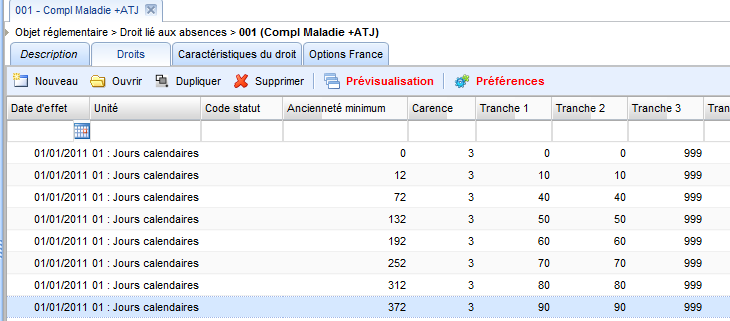 001 - Compl Maladie +ATJ
Objet réglementaire > Droit lié aux absences > 001 (Compl Maladie +ATJ)
Description Droits Caractéristiques du droit Options France
Nouveau Ouvrir Dupliquer Supprimer Prévisualisation Préférences
Date d'effet Unité Code statut Ancienneté minimum Carence Tranche 1 Tranche 2 Tranche 3 Tran
01/01/2011 01 : Jours calendaires 0 3 0 0 999
01/01/2011 01 : Jours calendaires 12 3 10 10 999
01/01/2011 01 : Jours calendaires 72 3 40 40 999
01/01/2011 01 : Jours calendaires 132 3 50 50 999
01/01/2011 01 : Jours calendaires 192 3 60 60 999
01/01/2011 01 : Jours calendaires 252 3 70 70 999
01/01/2011 01 : Jours calendaires 312 3 80 80 999
01/01/2011 01 : Jours calendaires 372 3 90 90 999